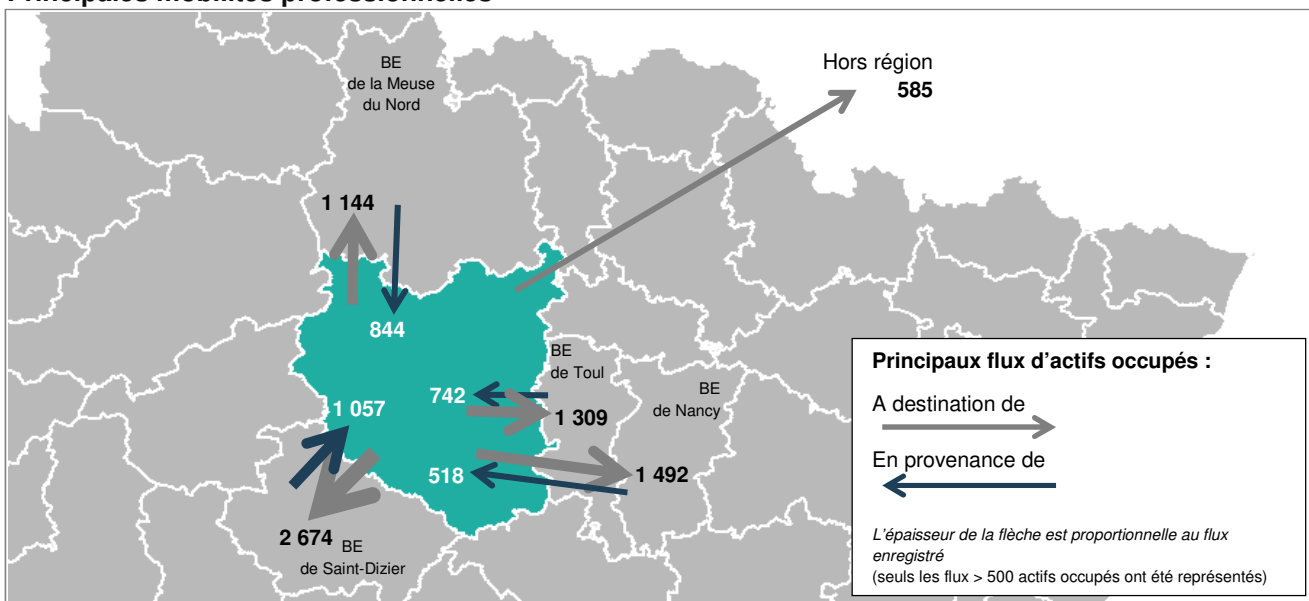 Principales mobilités professionnelles
BE
de la Meuse
du Nord
Hors région
585
1 144
844
BE
de Toul
742
1 309
BE
de Nancy
1 057
518
1 492
2 674
BE
de Saint-Dizier
Principaux flux d'actifs occupés :
A destination de
En provenance de
L'épaisseur de la flèche est proportionnelle au flux
enregistré
(seuls les flux > 500 actifs occupés ont été représentés)